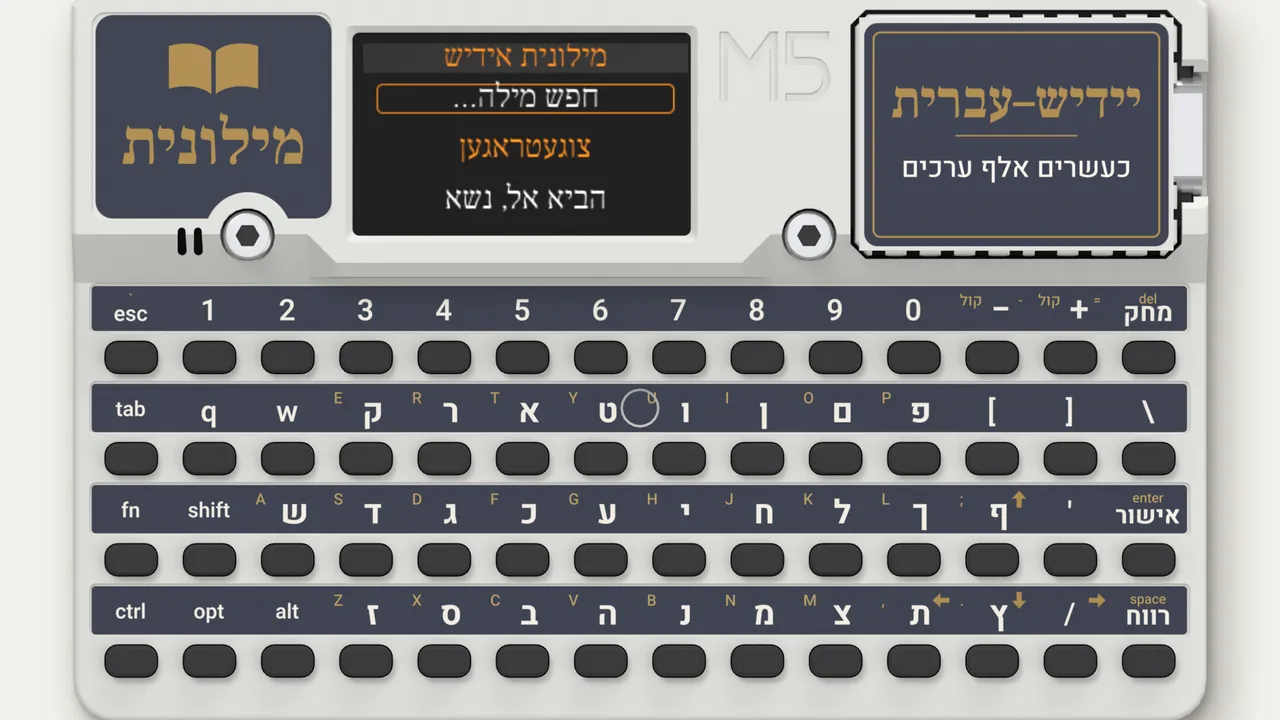 מילונית
מילונית אידיש
חפש מילה...
צוגעטראגען
הביא אל, נשא
M5
יידיש–עברית
כעשרים אלף ערכים
esc 1 2 3 4 5 6 7 8 9 0 קול − - קול + = del מחק
tab q w E ק R ר T א Y ט U ו I ן O ם P פ [ ] \
fn shift A ש S ד D ג F כ G ע H י J ח K ל L ך ; ף ' enter אישור
ctrl opt alt Z ז X ס C ב V ה B נ N מ M צ , ת . ץ / space רווח